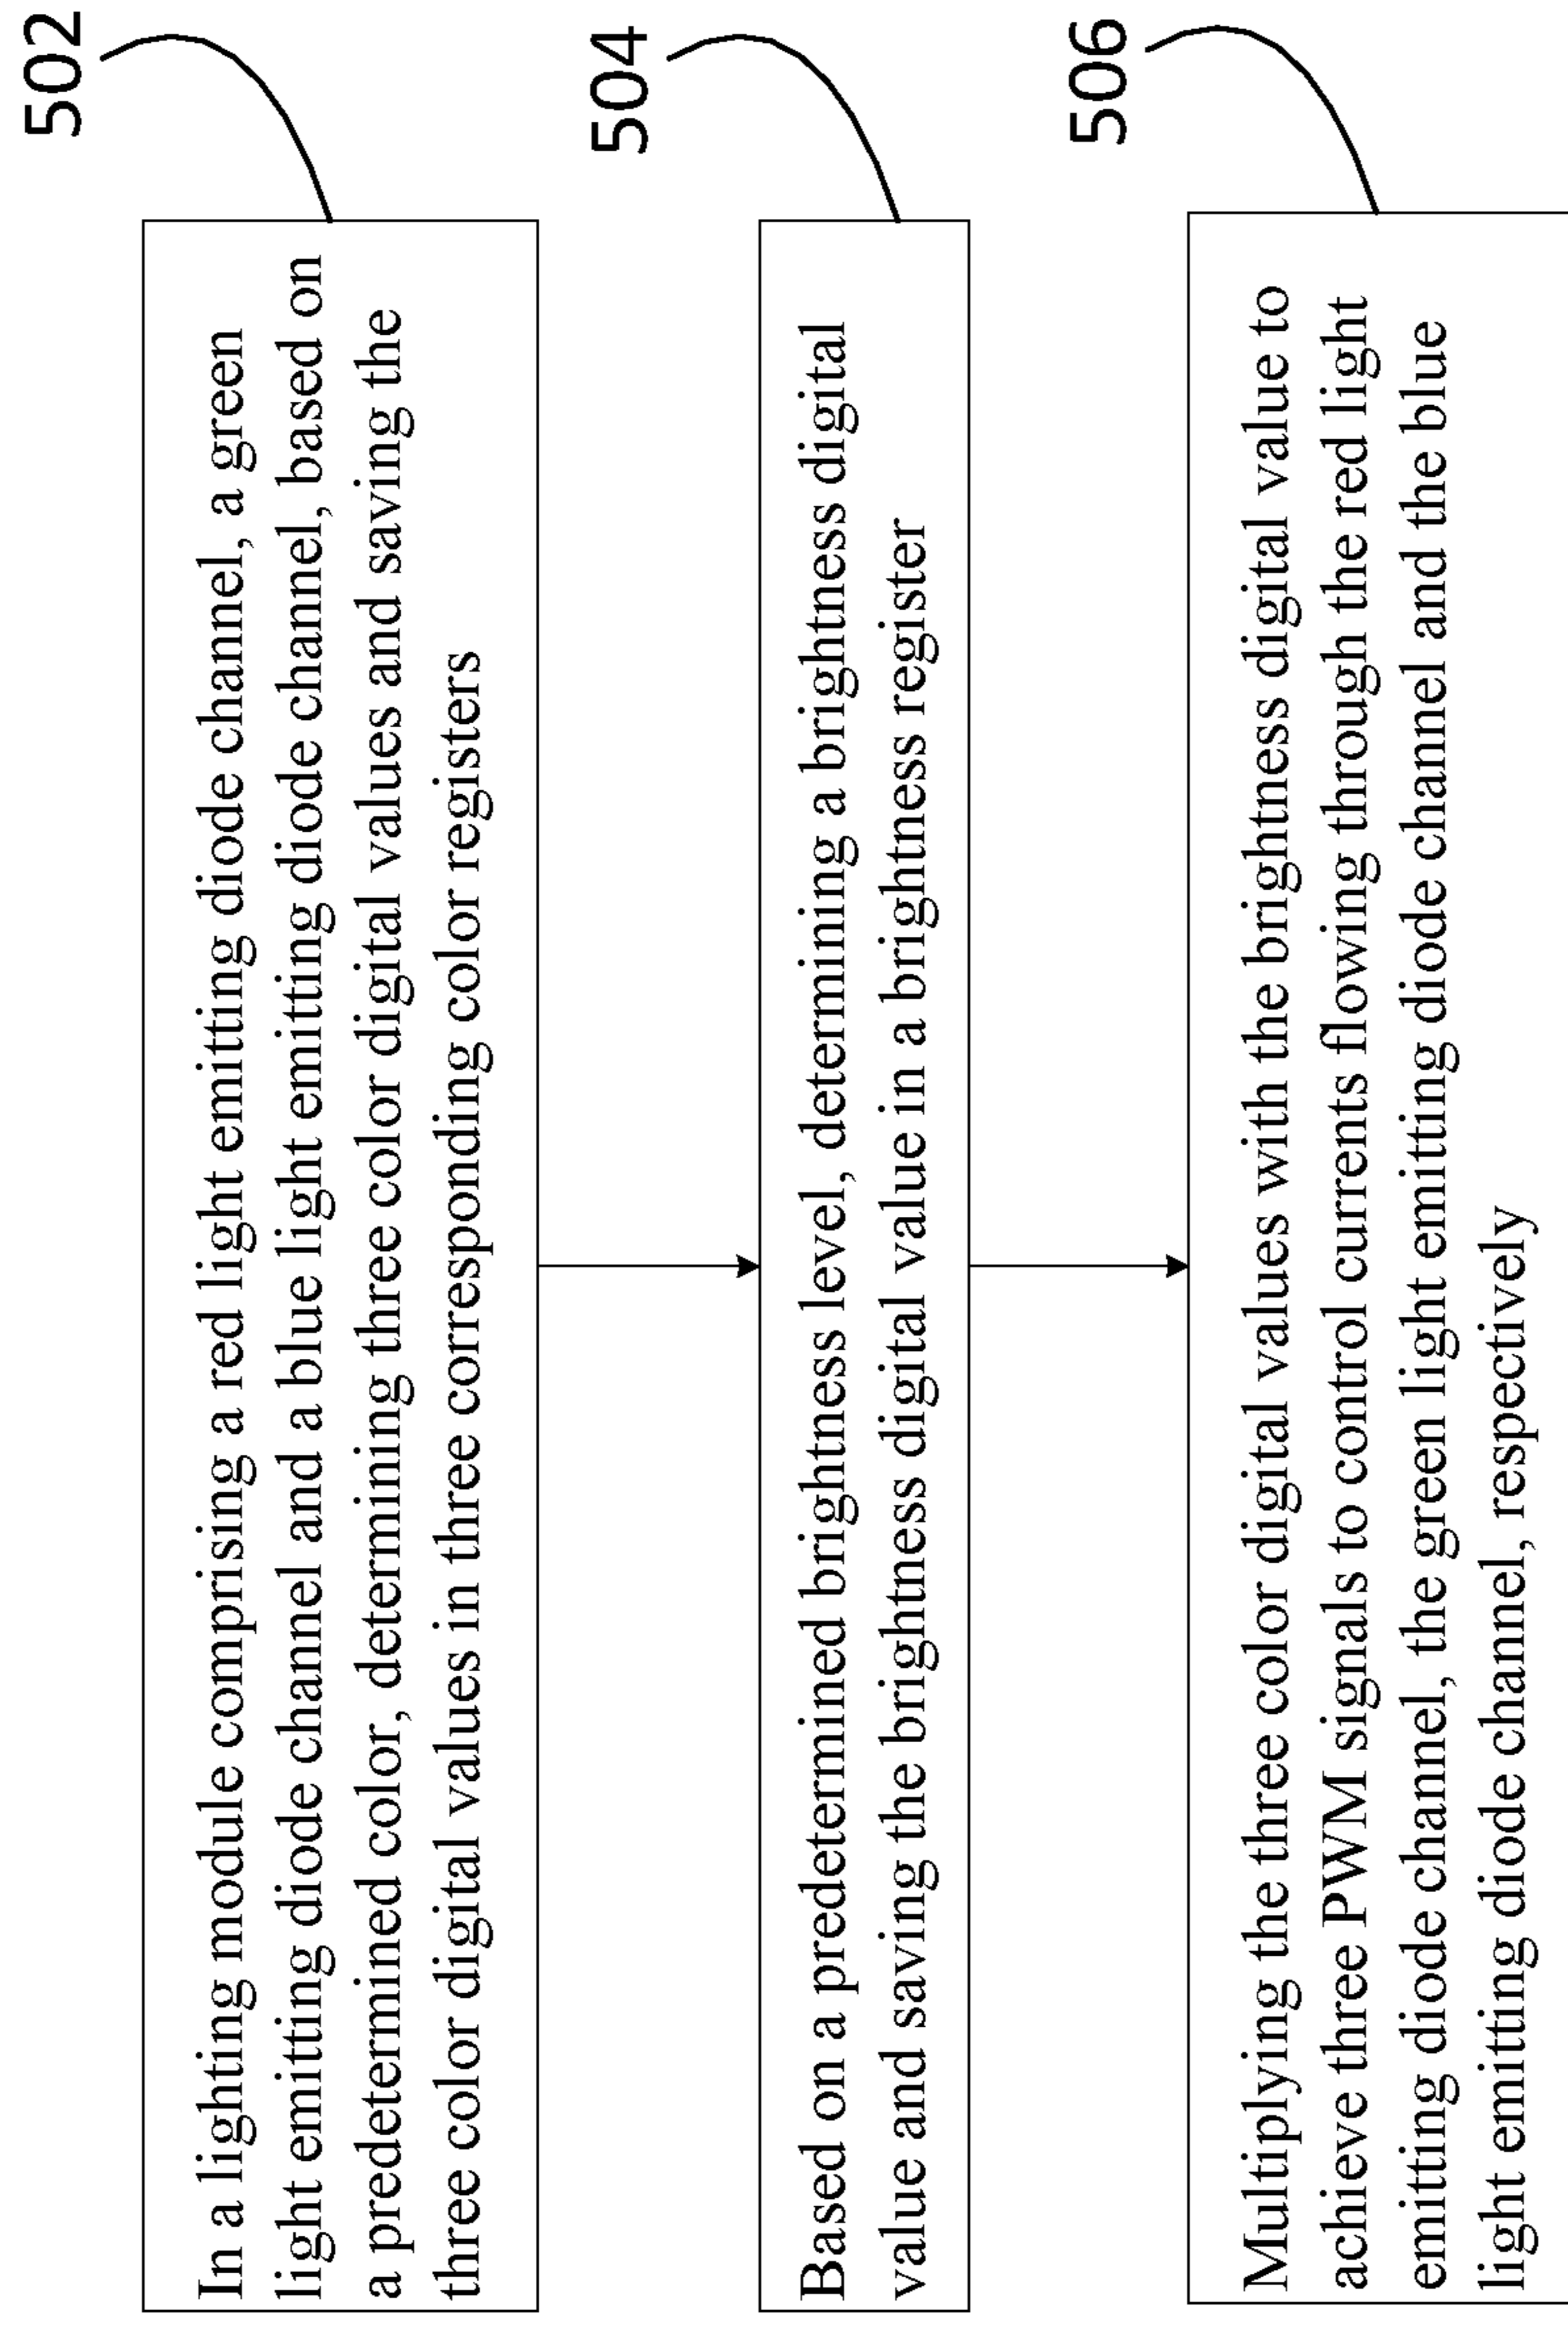 502
In a lighting module comprising a red light emitting diode channel, a green
light emitting diode channel and a blue light emitting diode channel, based on
a predetermined color, determining three color digital values and saving the
three color digital values in three corresponding color registers
504
Based on a predetermined brightness level, determining a brightness digital
value and saving the brightness digital value in a brightness register
506
Multiplying the three color digital values with the brightness digital value to
achieve three PWM signals to control currents flowing through the red light
emitting diode channel, the green light emitting diode channel and the blue
light emitting diode channel, respectively